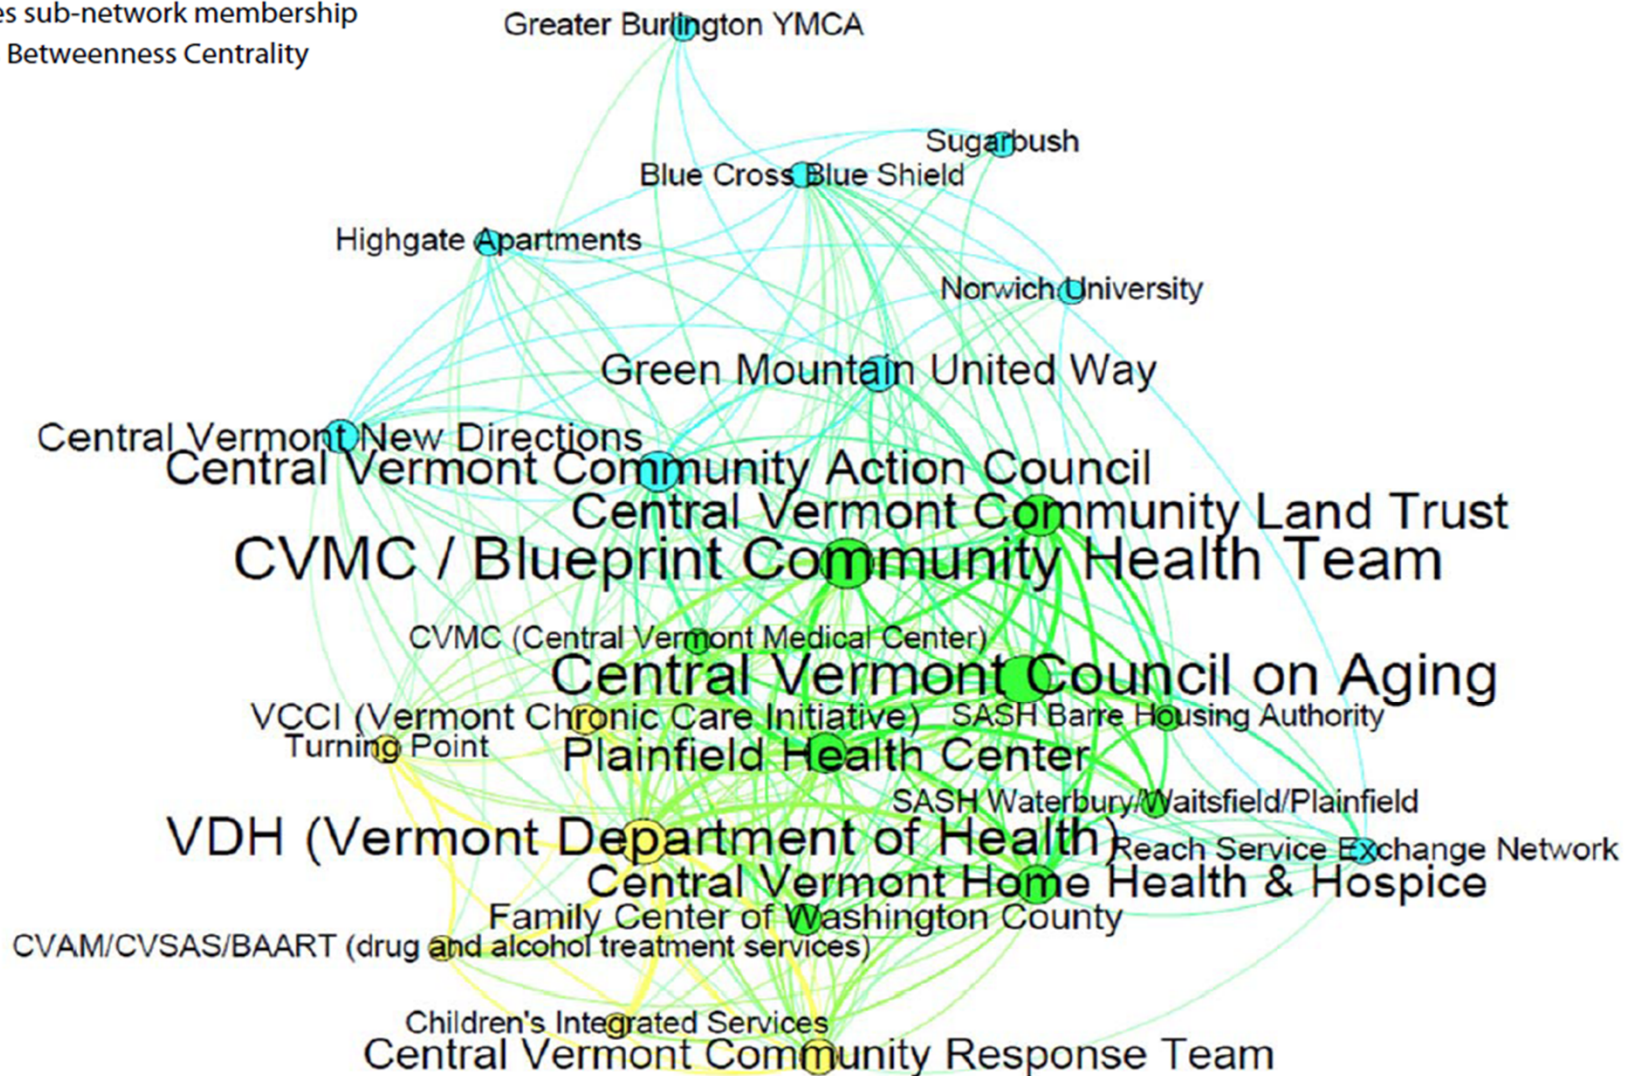 es sub-network membership
Betweenness Centrality
Greater Burlington YMCA
Sugarbush
Blue Cross Blue Shield
Highgate Apartments
Norwich University
Green Mountain United Way
Central Vermont New Directions
Central Vermont Community Action Council
Central Vermont Community Land Trust
CVMC / Blueprint Community Health Team
CVMC (Central Vermont Medical Center)
Central Vermont Council on Aging
VCCI (Vermont Chronic Care Initiative)
SASH Barre Housing Authority
Turning Point
Plainfield Health Center
SASH Waterbury/Waitsfield/Plainfield
VDH (Vermont Department of Health)
Reach Service Exchange Network
Central Vermont Home Health & Hospice
Family Center of Washington County
CVAM/CVSAS/BAART (drug and alcohol treatment services)
Children's Integrated Services
Central Vermont Community Response Team